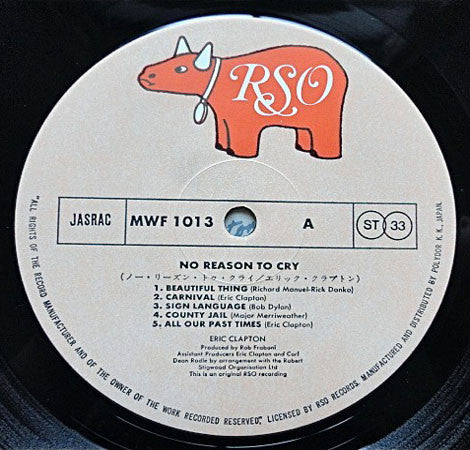 RSO
JASRAC
MWF 1013
A
ST 33
NO REASON TO CRY
(ノー・リーズン・トゥ・クライ/エリック・クラプトン)
1. BEAUTIFUL THING (Richard Manuel-Rick Danko)
2. CARNIVAL (Eric Clapton)
3. SIGN LANGUAGE (Bob Dylan)
4. COUNTY JAIL (Major Merriweather)
5. ALL OUR PAST TIMES (Eric Clapton)
ERIC CLAPTON
Produced by Rob Fraboni
Assistant Producers Eric Clapton and Carl
Dean Rodle by arrangement with the Robert
Stigwood Organisation Ltd
This is an original RSO recording
"ALL RIGHTS OF THE RECORD MANUFACTURER AND OF THE OWNER OF THE WORK RECORDED RESERVED". LICENSED BY RSO RECORDS. MANUFACTURED AND DISTRIBUTED BY POLYDOR K. K., JAPAN.